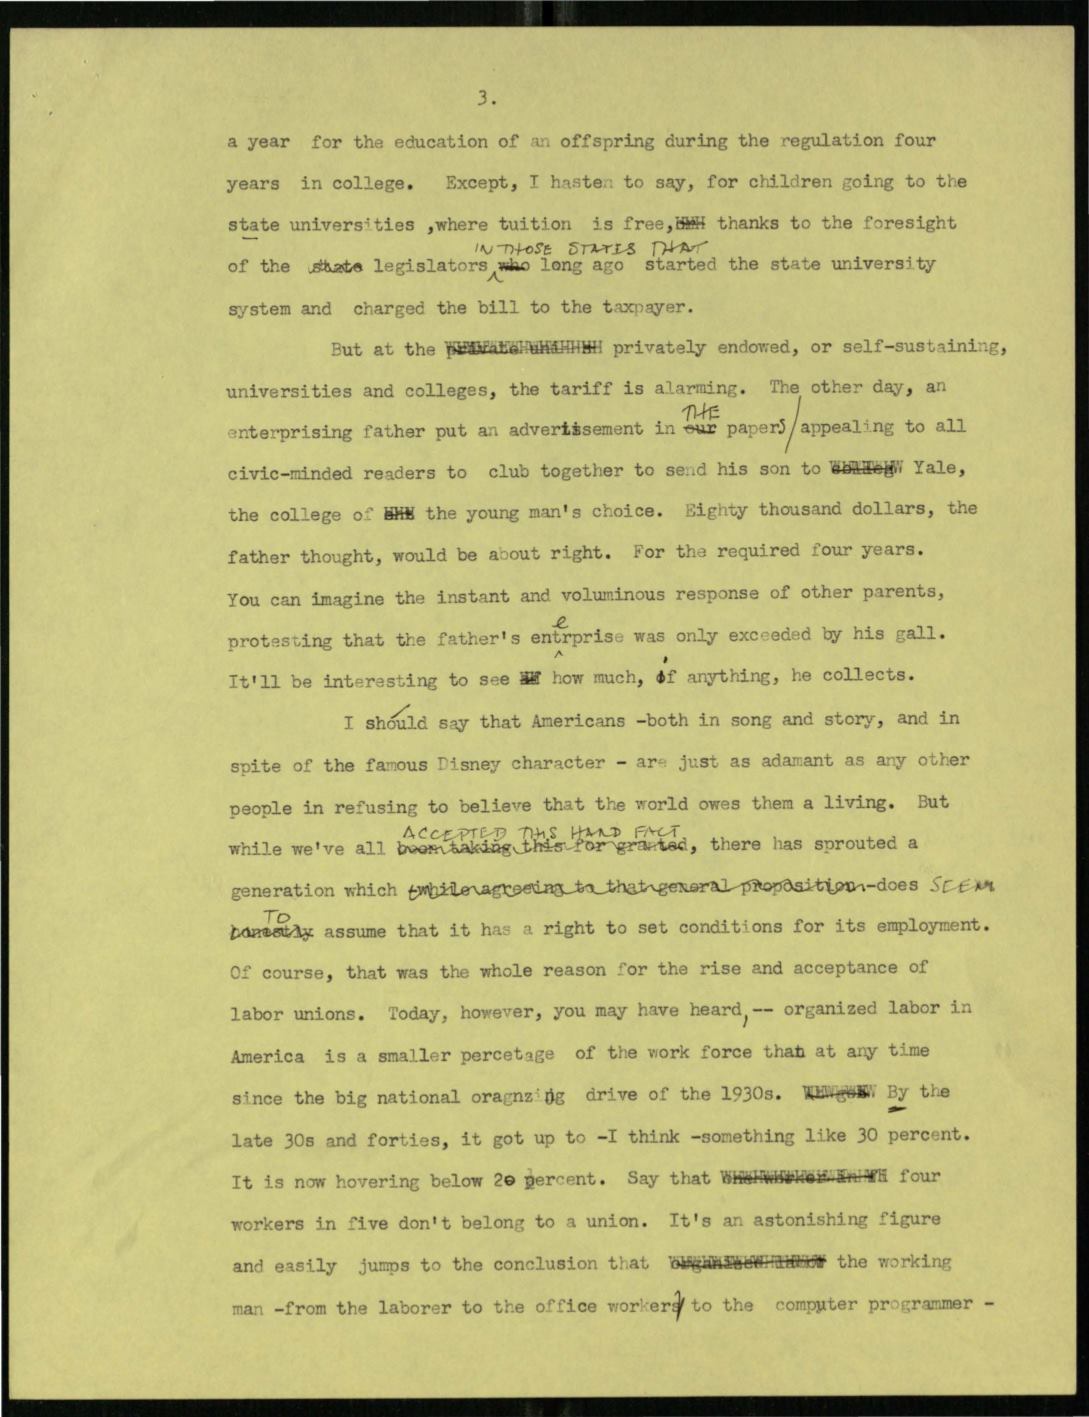 3.
a year for the education of an offspring during the regulation four
years in college. Except, I hasten to say, for children going to the
state universities ,where tuition is free, thanks to the foresight
IN THOSE STATES THAT
of the state legislators who long ago started the state university
system and charged the bill to the taxpayer.
But at the privately endowed, or self-sustaining,
universities and colleges, the tariff is alarming. The other day, an
THE
enterprising father put an advertisement in our papers/appealing to all
civic-minded readers to club together to send his son to Yale,
the college of the young man's choice. Eighty thousand dollars, the
father thought, would be about right. For the required four years.
You can imagine the instant and voluminous response of other parents,
e
protesting that the father's entrprise was only exceeded by his gall.
It'll be interesting to see how much, if anything, he collects.
I should say that Americans -both in song and story, and in
spite of the famous Disney character - are just as adamant as any other
people in refusing to believe that the world owes them a living. But
ACCEPTED THIS HARD FACT
while we've all been taking this for granted, there has sprouted a
generation which -while agreeing to that general proposition--does SEEM
TO
honestly assume that it has a right to set conditions for its employment.
Of course, that was the whole reason for the rise and acceptance of
labor unions. Today, however, you may have heard,-- organized labor in
America is a smaller percetage of the work force than at any time
since the big national oragnzing drive of the 1930s. By the
late 30s and forties, it got up to -I think -something like 30 percent.
It is now hovering below 20 percent. Say that four
workers in five don't belong to a union. It's an astonishing figure
and easily jumps to the conclusion that the working
man -from the laborer to the office worker to the computer programmer -